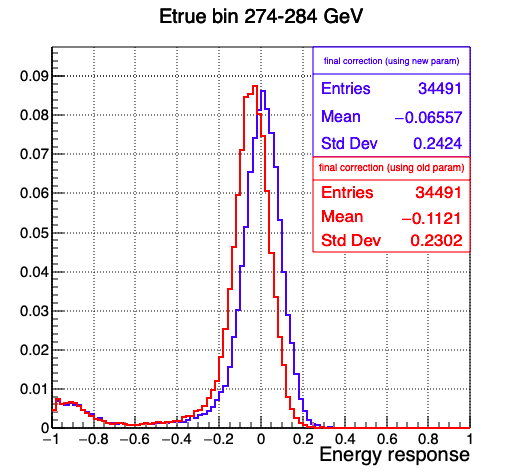 Etrue bin 274-284 GeV
final correction (using new param)
Entries 34491
Mean −0.06557
Std Dev 0.2424
final correction (using old param)
Entries 34491
Mean −0.1121
Std Dev 0.2302
0.09
0.08
0.07
0.06
0.05
0.04
0.03
0.02
0.01
0
−1 −0.8 −0.6 −0.4 −0.2 0 0.2 0.4 0.6 0.8 1
Energy response